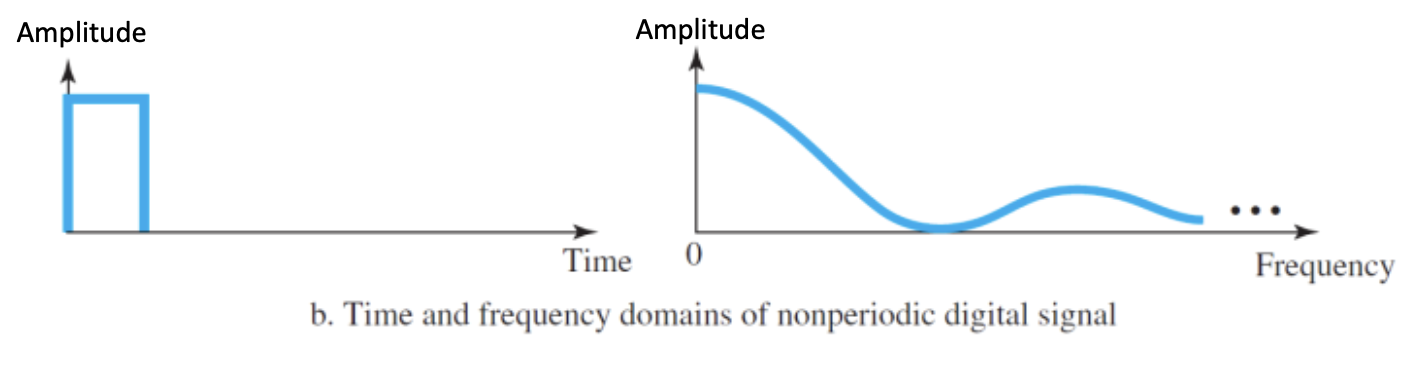 Amplitude
Amplitude
Time
0
Frequency
b. Time and frequency domains of nonperiodic digital signal